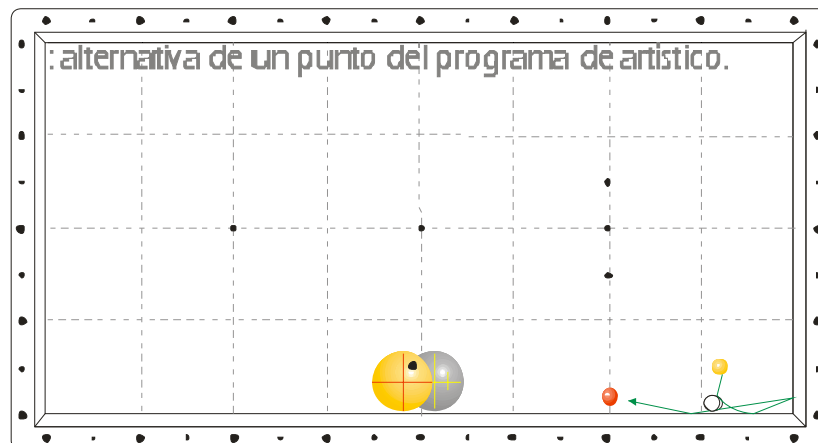 : alternativa de un punto del programa de artistico.